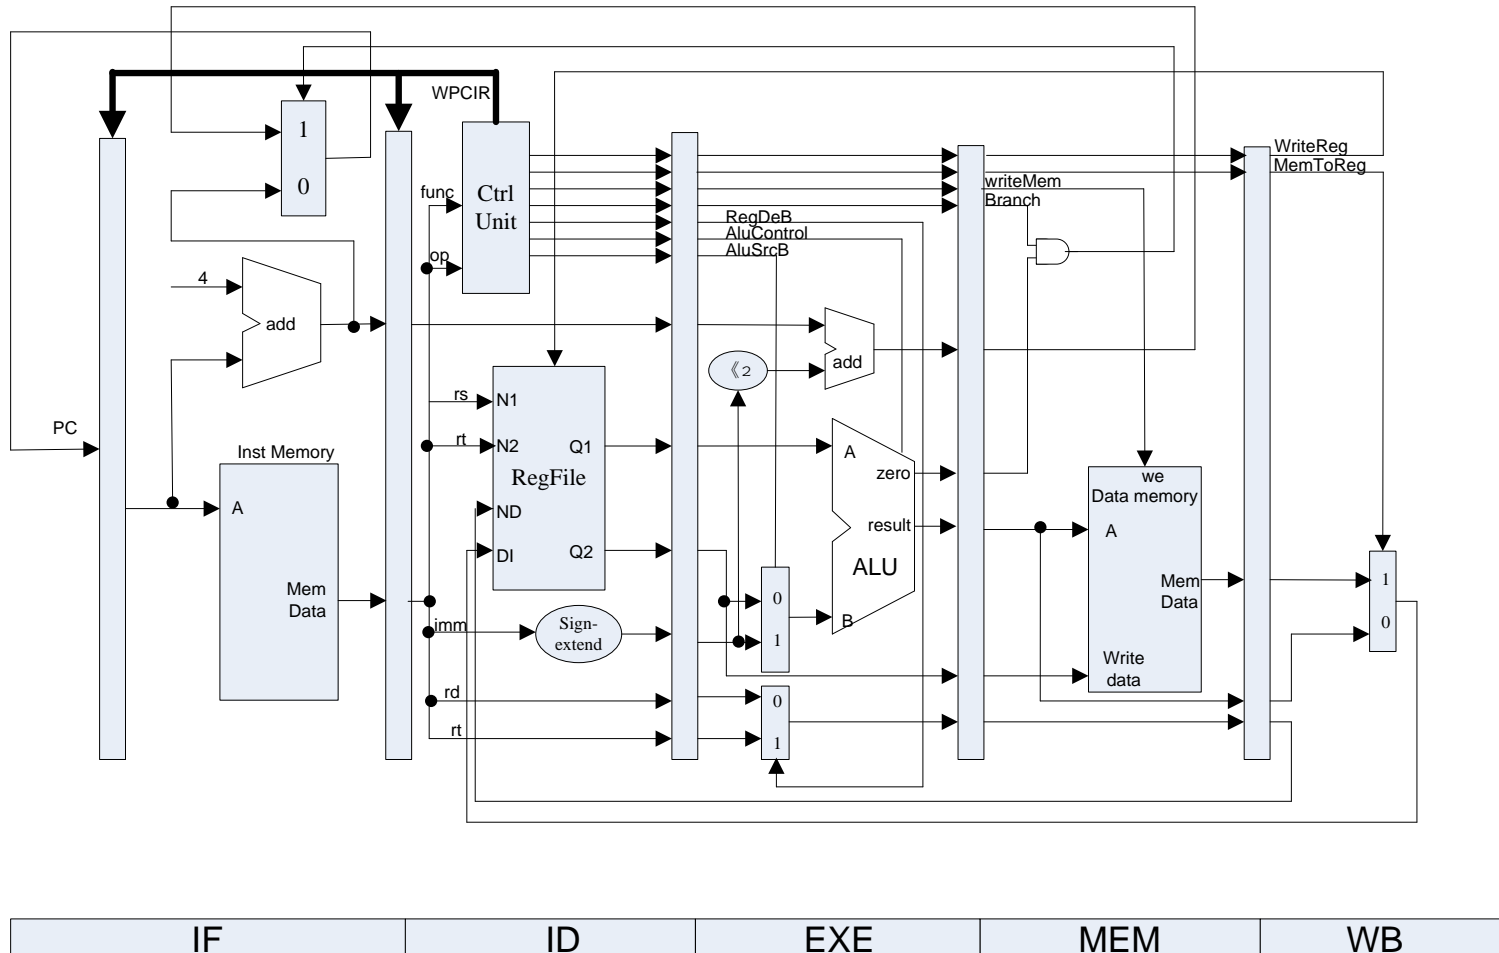 WPCIR
1
0
func
Ctrl
Unit
op
WriteReg
MemToReg
writeMem
Branch
RegDeB
AluControl
AluSrcB
4
add
《2
add
PC
Inst Memory
A
Mem
Data
rs
N1
rt
N2
Q1
RegFile
ND
DI
Q2
imm
Sign-
extend
rd
rt
A
zero
result
ALU
B
0
1
0
1
we
Data memory
A
Mem
Data
Write
data
1
0
IF
ID
EXE
MEM
WB